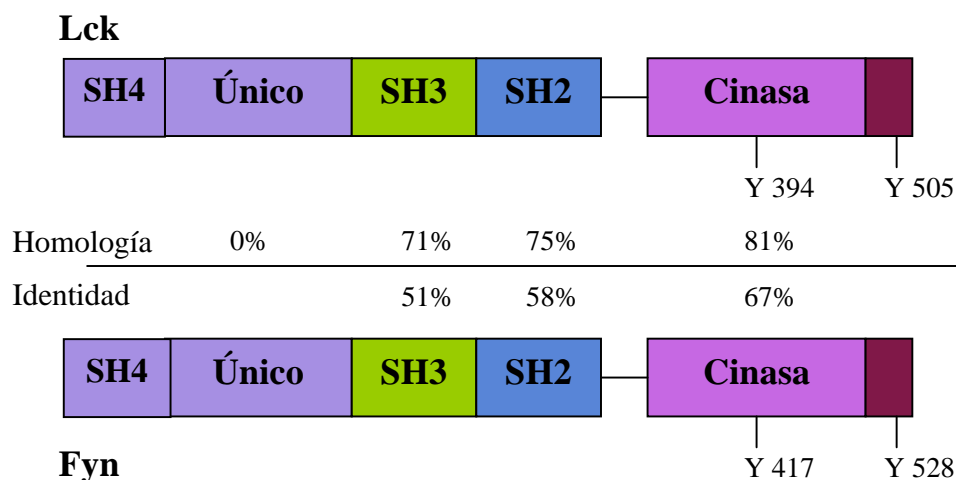 Lck
SH4 Único SH3 SH2 Cinasa
Y 394 Y 505
Homología 0% 71% 75% 81%
Identidad 51% 58% 67%
SH4 Único SH3 SH2 Cinasa
Y 417 Y 528
Fyn